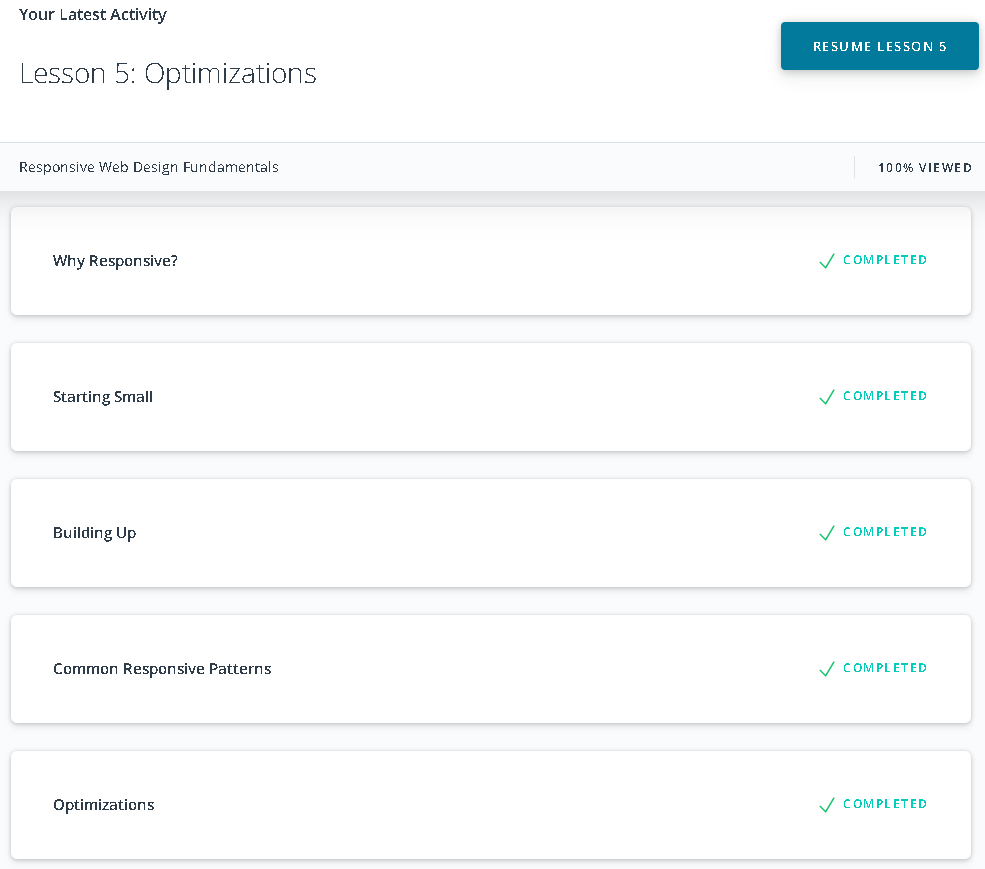 Your Latest Activity
RESUME LESSON 5
Lesson 5: Optimizations
Responsive Web Design Fundamentals
100% VIEWED
Why Responsive?
COMPLETED
Starting Small
COMPLETED
Building Up
COMPLETED
Common Responsive Patterns
COMPLETED
Optimizations
COMPLETED